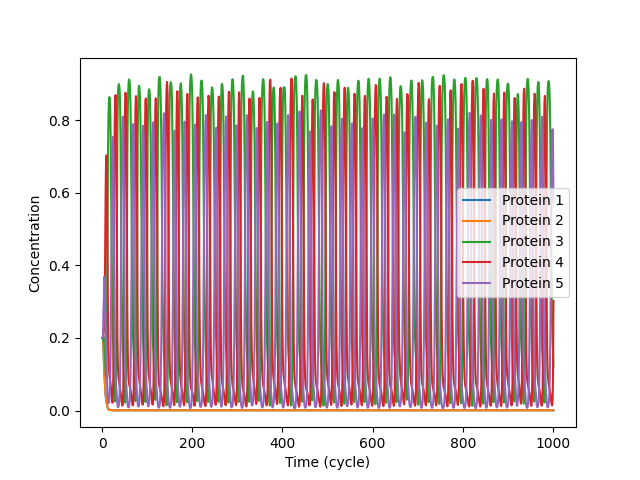 Concentration
0.8
0.6
0.4
0.2
0.0
Protein 1
Protein 2
Protein 3
Protein 4
Protein 5
0 200 400 600 800 1000
Time (cycle)